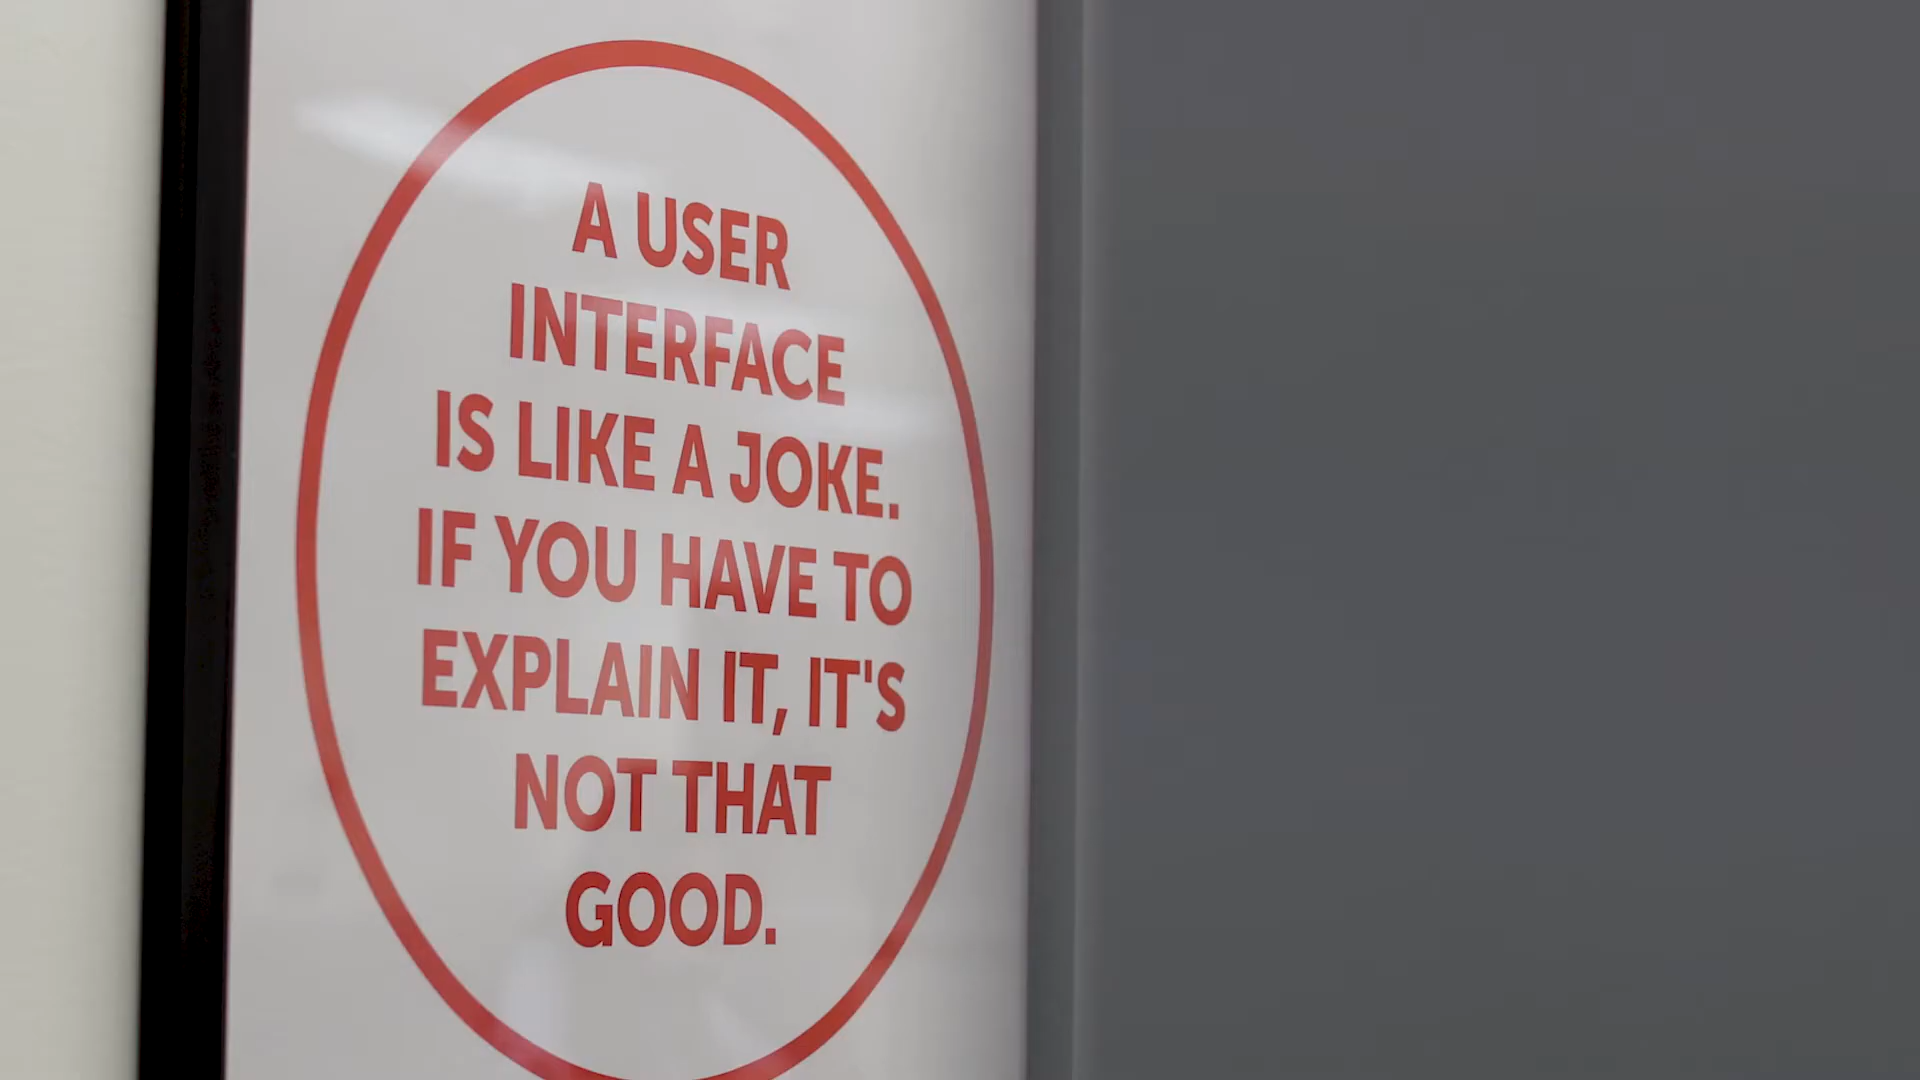 A USER
INTERFACE
IS LIKE A JOKE.
IF YOU HAVE TO
EXPLAIN IT, IT'S
NOT THAT
GOOD.